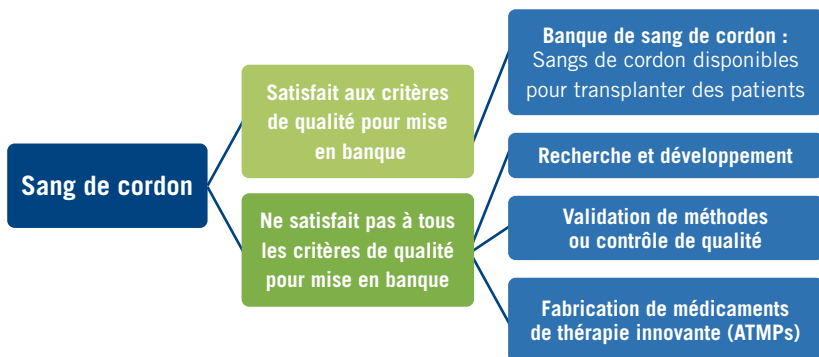 Sang de cordon
Satisfait aux critères
de qualité pour mise
en banque
Ne satisfait pas à tous
les critères de qualité
pour mise en banque
Banque de sang de cordon :
Sangs de cordon disponibles
pour transplanter des patients
Recherche et développement
Validation de méthodes
ou contrôle de qualité
Fabrication de médicaments
de thérapie innovante (ATMPs)